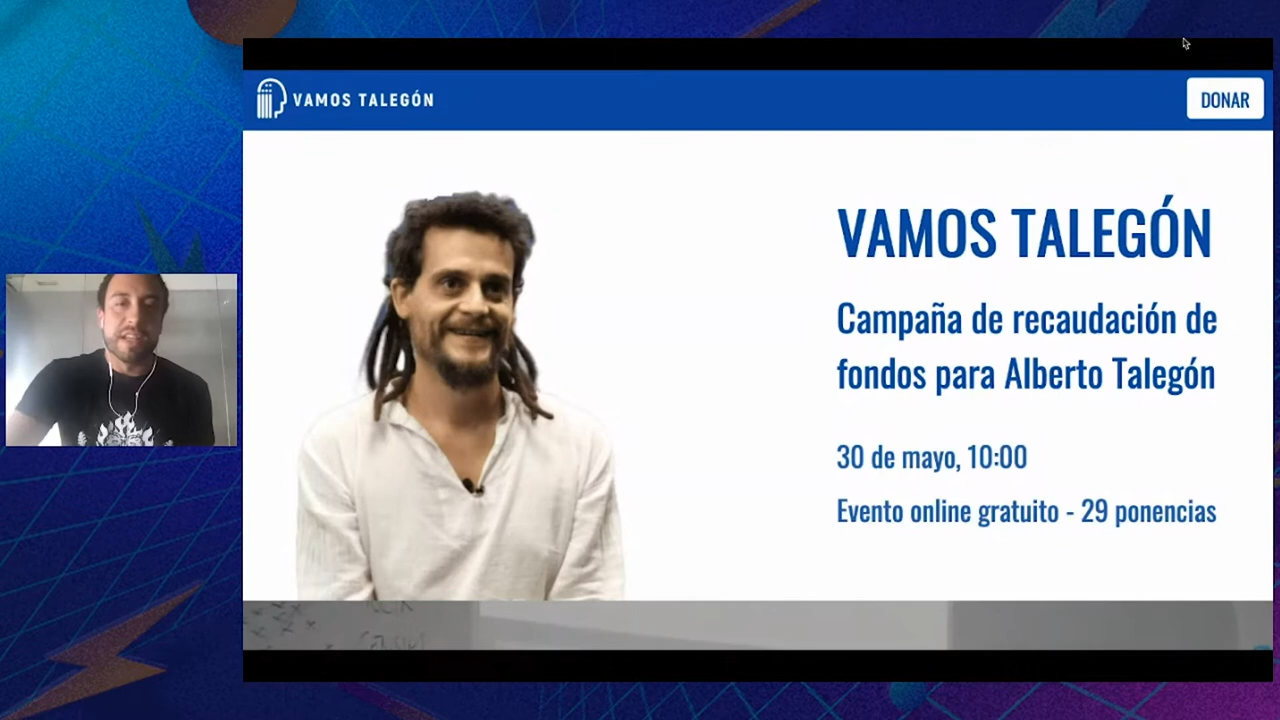 VAMOS TALEGÓN
DONAR
VAMOS TALEGÓN
Campaña de recaudación de
fondos para Alberto Talegón
30 de mayo, 10:00
Evento online gratuito - 29 ponencias